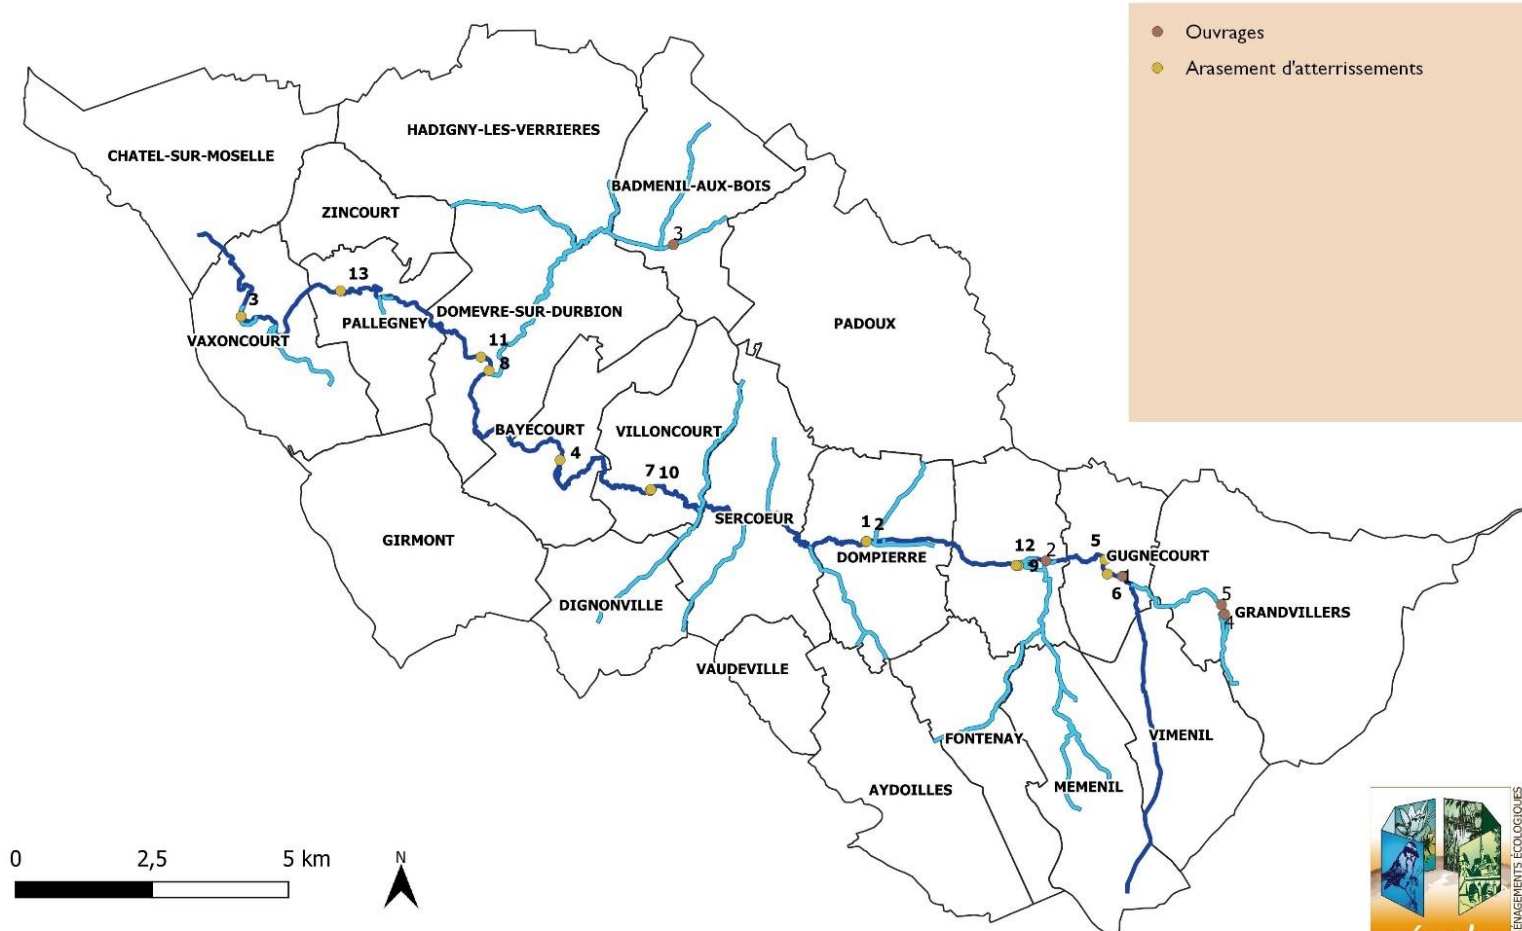 Ouvrages
Arasement d'atterrissements
HADIGNY-LES-VERRIERES
CHATEL-SUR-MOSELLE
BADMENIL-AUX-BOIS
ZINCOURT
3
13
3
DOMEVRE-SUR-DURBION
PALLEGNEY
PADOUX
VAXONCOURT
11
8
BAYECOURT
VILLONCOURT
4
7 10
SERCOEUR
GIRMONT
1 2
DOMPIERRE
12
2
9
5
GUGNECOURT
6
1
DIGNONVILLE
5
GRANDVILLERS
4
VAUDEVILLE
FONTENAY
VIMENIL
AYDOILLES
MEMENIL
0 2,5 5 km
N
ÉNAGEMENTS ÉCOLOGIQUES